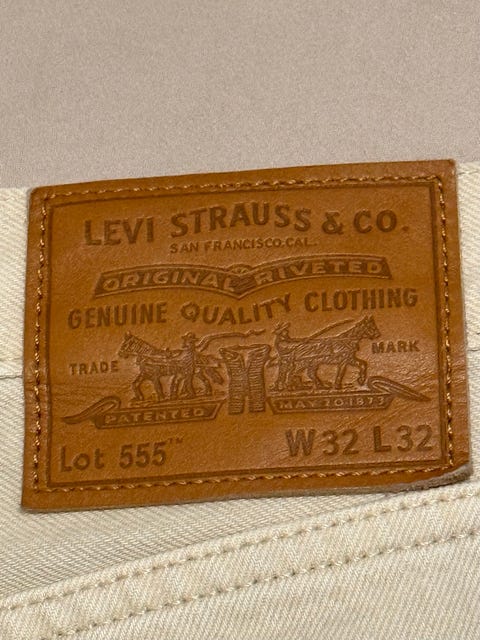 LEVI STRAUSS & CO.
SAN FRANCISCO, CAL.
ORIGINAL RIVETED
GENUINE QUALITY CLOTHING
TRADE MARK
PATENTED MAY 20 1873
Lot 555™ W32 L32